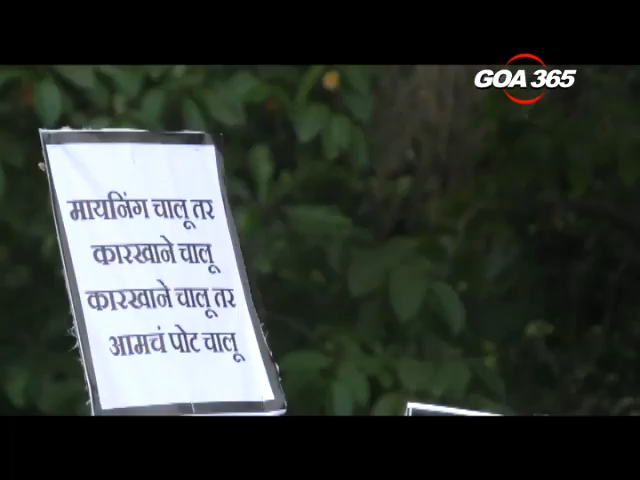 GOA 365
मायनिंग चालू तर
कारखाने चालू
कारखाने चालू तर
आमचं पोट चालू